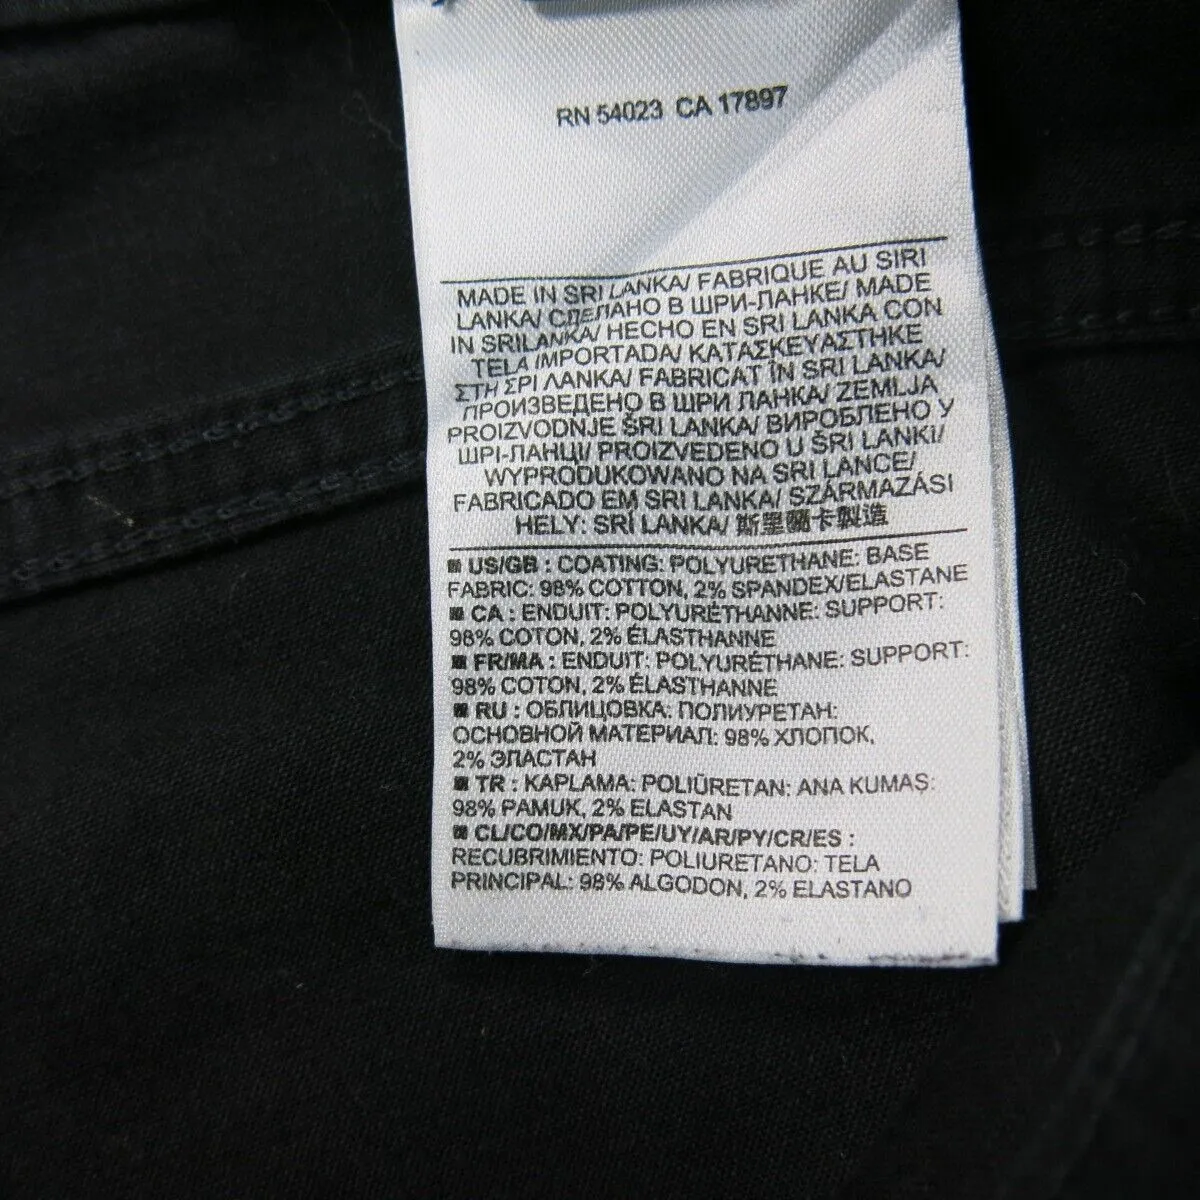 RN 54023 CA 17897
MADE IN SRI LANKA/ FABRIQUE AU SIRI
LANKA/ СДЕЛАНО В ШРИ-ЛАНКЕ/ MADE
IN SRILANKA/ HECHO EN SRI LANKA CON
TELA IMPORTADA/ ΚΑΤΑΣΚΕΥΑΣΤΗΚΕ
ΣΤΗ ΣΡΙ ΛΑΝΚΑ/ FABRICAT ÎN SRI LANKA/
ПРОИЗВЕДЕНО В ШРИ ЛАНКА/ ZEMLJA
PROIZVODNJE ŠRI LANKA/ ВИРОБЛЕНО У
ШРІ-ЛАНЦІ/ PROIZVEDENO U ŠRI LANKI/
WYPRODUKOWANO NA SRI LANCE/
FABRICADO EM SRI LANKA/ SZÁRMAZÁSI
HELY: SRÍ LANKA/ 斯里蘭卡製造
US/GB : COATING: POLYURETHANE: BASE
FABRIC: 98% COTTON, 2% SPANDEX/ELASTANE
CA : ENDUIT: POLYURÉTHANNE: SUPPORT:
98% COTON, 2% ÉLASTHANNE
FR/MA : ENDUIT: POLYURÉTHANE: SUPPORT:
98% COTON, 2% ÉLASTHANNE
RU : ОБЛИЦОВКА: ПОЛИУРЕТАН:
ОСНОВНОЙ МАТЕРИАЛ: 98% ХЛОПОК,
2% ЭЛАСТАН
TR : KAPLAMA: POLIÜRETAN: ANA KUMAŞ:
98% PAMUK, 2% ELASTAN
CL/CO/MX/PA/PE/UY/AR/PY/CR/ES :
RECUBRIMIENTO: POLIURETANO: TELA
PRINCIPAL: 98% ALGODON, 2% ELASTANO